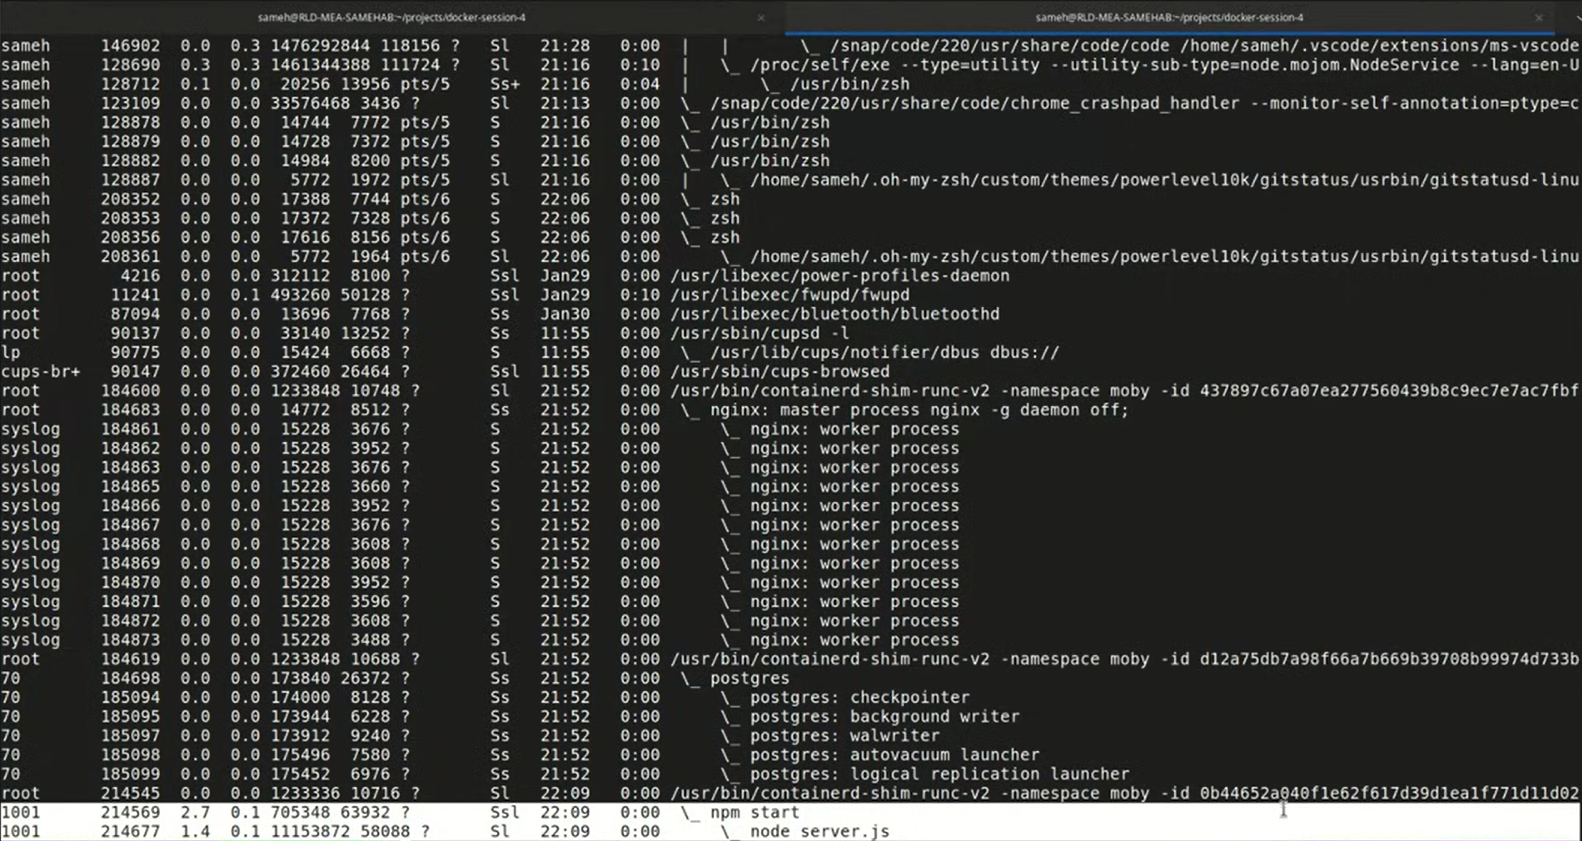 sameh@RLD-MEA-SAMEHAB:~/projects/docker-session-4 × sameh@RLD-MEA-SAMEHAB:~/projects/docker-session-4 ×
sameh 146902 0.0 0.3 1476292844 118156 ? Sl 21:28 0:00 | | \_ /snap/code/220/usr/share/code/code /home/sameh/.vscode/extensions/ms-vscode
sameh 128690 0.3 0.3 1461344388 111724 ? Sl 21:16 0:10 | \_ /proc/self/exe --type=utility --utility-sub-type=node.mojom.NodeService --lang=en-U
sameh 128712 0.1 0.0 20256 13956 pts/5 Ss+ 21:16 0:04 | \_ /usr/bin/zsh
sameh 123109 0.0 0.0 33576468 3436 ? Sl 21:13 0:00 \_ /snap/code/220/usr/share/code/chrome_crashpad_handler --monitor-self-annotation=ptype=c
sameh 128878 0.0 0.0 14744 7772 pts/5 S 21:16 0:00 \_ /usr/bin/zsh
sameh 128879 0.0 0.0 14728 7372 pts/5 S 21:16 0:00 \_ /usr/bin/zsh
sameh 128882 0.0 0.0 14984 8200 pts/5 S 21:16 0:00 \_ /usr/bin/zsh
sameh 128887 0.0 0.0 5772 1972 pts/5 Sl 21:16 0:00 | \_ /home/sameh/.oh-my-zsh/custom/themes/powerlevel10k/gitstatus/usrbin/gitstatusd-linu
sameh 208352 0.0 0.0 17388 7744 pts/6 S 22:06 0:00 \_ zsh
sameh 208353 0.0 0.0 17372 7328 pts/6 S 22:06 0:00 \_ zsh
sameh 208356 0.0 0.0 17616 8156 pts/6 S 22:06 0:00 \_ zsh
sameh 208361 0.0 0.0 5772 1964 pts/6 Sl 22:06 0:00 \_ /home/sameh/.oh-my-zsh/custom/themes/powerlevel10k/gitstatus/usrbin/gitstatusd-linu
root 4216 0.0 0.0 312112 8100 ? Ssl Jan29 0:00 /usr/libexec/power-profiles-daemon
root 11241 0.0 0.1 493260 50128 ? Ssl Jan29 0:10 /usr/libexec/fwupd/fwupd
root 87094 0.0 0.0 13696 7768 ? Ss Jan30 0:00 /usr/libexec/bluetooth/bluetoothd
root 90137 0.0 0.0 33140 13252 ? Ss 11:55 0:00 /usr/sbin/cupsd -l
lp 90775 0.0 0.0 15424 6668 ? S 11:55 0:00 \_ /usr/lib/cups/notifier/dbus dbus://
cups-br+ 90147 0.0 0.0 372460 26464 ? Ssl 11:55 0:00 /usr/sbin/cups-browsed
root 184600 0.0 0.0 1233848 10748 ? Sl 21:52 0:00 /usr/bin/containerd-shim-runc-v2 -namespace moby -id 437897c67a07ea277560439b8c9ec7e7ac7fbf
root 184683 0.0 0.0 14772 8512 ? Ss 21:52 0:00 \_ nginx: master process nginx -g daemon off;
syslog 184861 0.0 0.0 15228 3676 ? S 21:52 0:00 \_ nginx: worker process
syslog 184862 0.0 0.0 15228 3952 ? S 21:52 0:00 \_ nginx: worker process
syslog 184863 0.0 0.0 15228 3676 ? S 21:52 0:00 \_ nginx: worker process
syslog 184865 0.0 0.0 15228 3660 ? S 21:52 0:00 \_ nginx: worker process
syslog 184866 0.0 0.0 15228 3952 ? S 21:52 0:00 \_ nginx: worker process
syslog 184867 0.0 0.0 15228 3676 ? S 21:52 0:00 \_ nginx: worker process
syslog 184868 0.0 0.0 15228 3608 ? S 21:52 0:00 \_ nginx: worker process
syslog 184869 0.0 0.0 15228 3608 ? S 21:52 0:00 \_ nginx: worker process
syslog 184870 0.0 0.0 15228 3952 ? S 21:52 0:00 \_ nginx: worker process
syslog 184871 0.0 0.0 15228 3596 ? S 21:52 0:00 \_ nginx: worker process
syslog 184872 0.0 0.0 15228 3608 ? S 21:52 0:00 \_ nginx: worker process
syslog 184873 0.0 0.0 15228 3488 ? S 21:52 0:00 \_ nginx: worker process
root 184619 0.0 0.0 1233848 10688 ? Sl 21:52 0:00 /usr/bin/containerd-shim-runc-v2 -namespace moby -id d12a75db7a98f66a7b669b39708b99974d733b
70 184698 0.0 0.0 173840 26372 ? Ss 21:52 0:00 \_ postgres
70 185094 0.0 0.0 174000 8128 ? Ss 21:52 0:00 \_ postgres: checkpointer
70 185095 0.0 0.0 173944 6228 ? Ss 21:52 0:00 \_ postgres: background writer
70 185097 0.0 0.0 173912 9240 ? Ss 21:52 0:00 \_ postgres: walwriter
70 185098 0.0 0.0 175496 7580 ? Ss 21:52 0:00 \_ postgres: autovacuum launcher
70 185099 0.0 0.0 175452 6976 ? Ss 21:52 0:00 \_ postgres: logical replication launcher
root 214545 0.0 0.0 1233336 10716 ? Sl 22:09 0:00 /usr/bin/containerd-shim-runc-v2 -namespace moby -id 0b44652a040f1e62f617d39d1ea1f771d11d02
1001 214569 2.7 0.1 705348 63932 ? Ssl 22:09 0:00 \_ npm start
1001 214677 1.4 0.1 11153872 58088 ? Sl 22:09 0:00 \_ node server.js